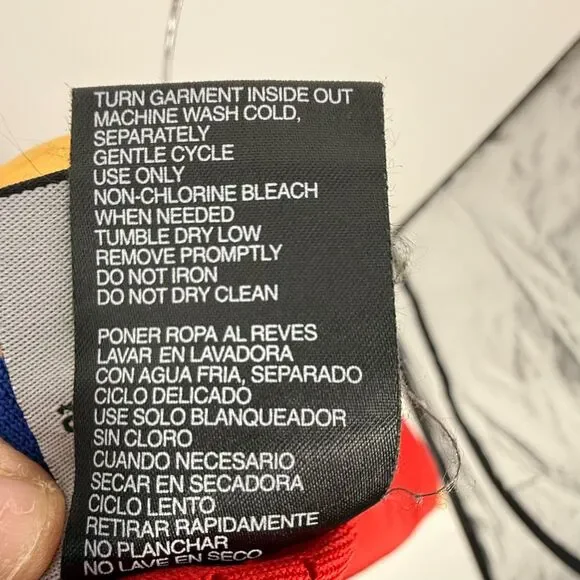 TURN GARMENT INSIDE OUT
MACHINE WASH COLD,
SEPARATELY
GENTLE CYCLE
USE ONLY
NON-CHLORINE BLEACH
WHEN NEEDED
TUMBLE DRY LOW
REMOVE PROMPTLY
DO NOT IRON
DO NOT DRY CLEAN
PONER ROPA AL REVES
LAVAR EN LAVADORA
CON AGUA FRIA, SEPARADO
CICLO DELICADO
USE SOLO BLANQUEADOR
SIN CLORO
CUANDO NECESARIO
SECAR EN SECADORA
CICLO LENTO
RETIRAR RAPIDAMENTE
NO PLANCHAR
NO LAVE EN SECO